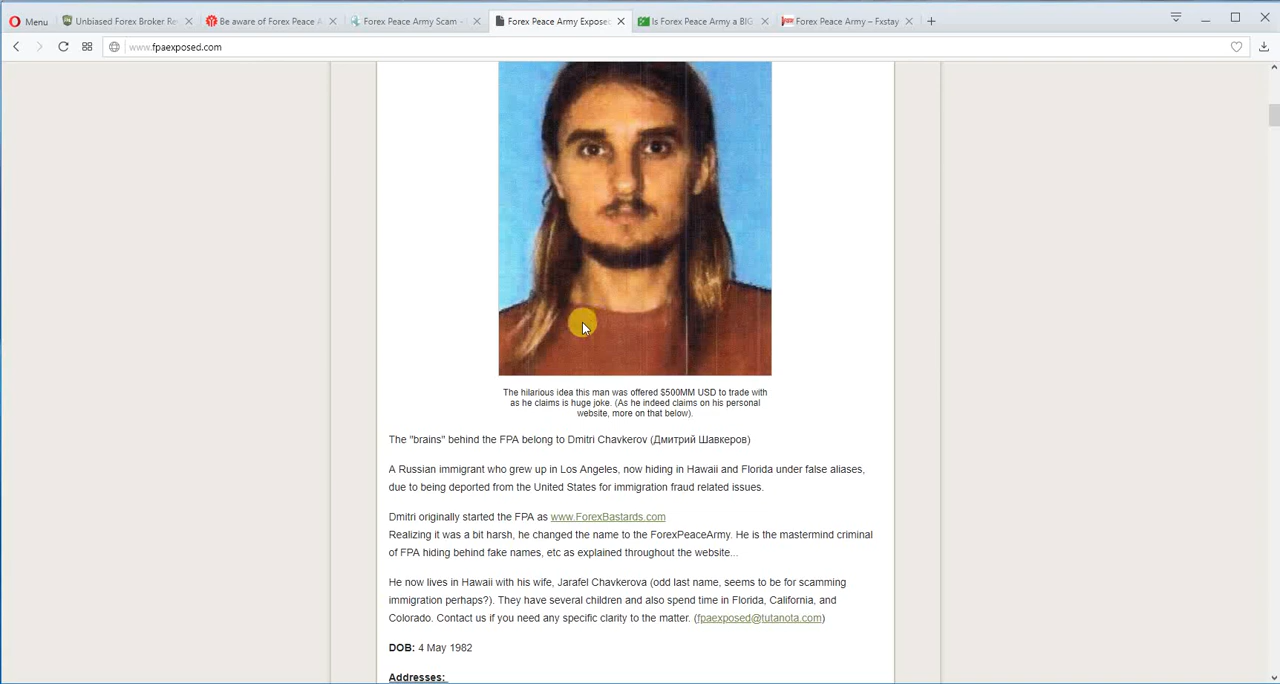 Menu
Unbiased Forex Broker Re
Be aware of Forex Peace A
Forex Peace Army Scam -
Forex Peace Army Expose
Is Forex Peace Army a BIG
Forex Peace Army – Fxstay
www.fpaexposed.com
The hilarious idea this man was offered $500MM USD to trade with
as he claims is huge joke. (As he indeed claims on his personal
website, more on that below).
The "brains" behind the FPA belong to Dmitri Chavkerov (Дмитрий Шавкеров)
A Russian immigrant who grew up in Los Angeles, now hiding in Hawaii and Florida under false aliases,
due to being deported from the United States for immigration fraud related issues.
Dmitri originally started the FPA as www.ForexBastards.com
Realizing it was a bit harsh, he changed the name to the ForexPeaceArmy. He is the mastermind criminal
of FPA hiding behind fake names, etc as explained throughout the website...
He now lives in Hawaii with his wife, Jarafel Chavkerova (odd last name, seems to be for scamming
immigration perhaps?). They have several children and also spend time in Florida, California, and
Colorado. Contact us if you need any specific clarity to the matter. (fpaexposed@tutanota.com)
DOB: 4 May 1982
Addresses: